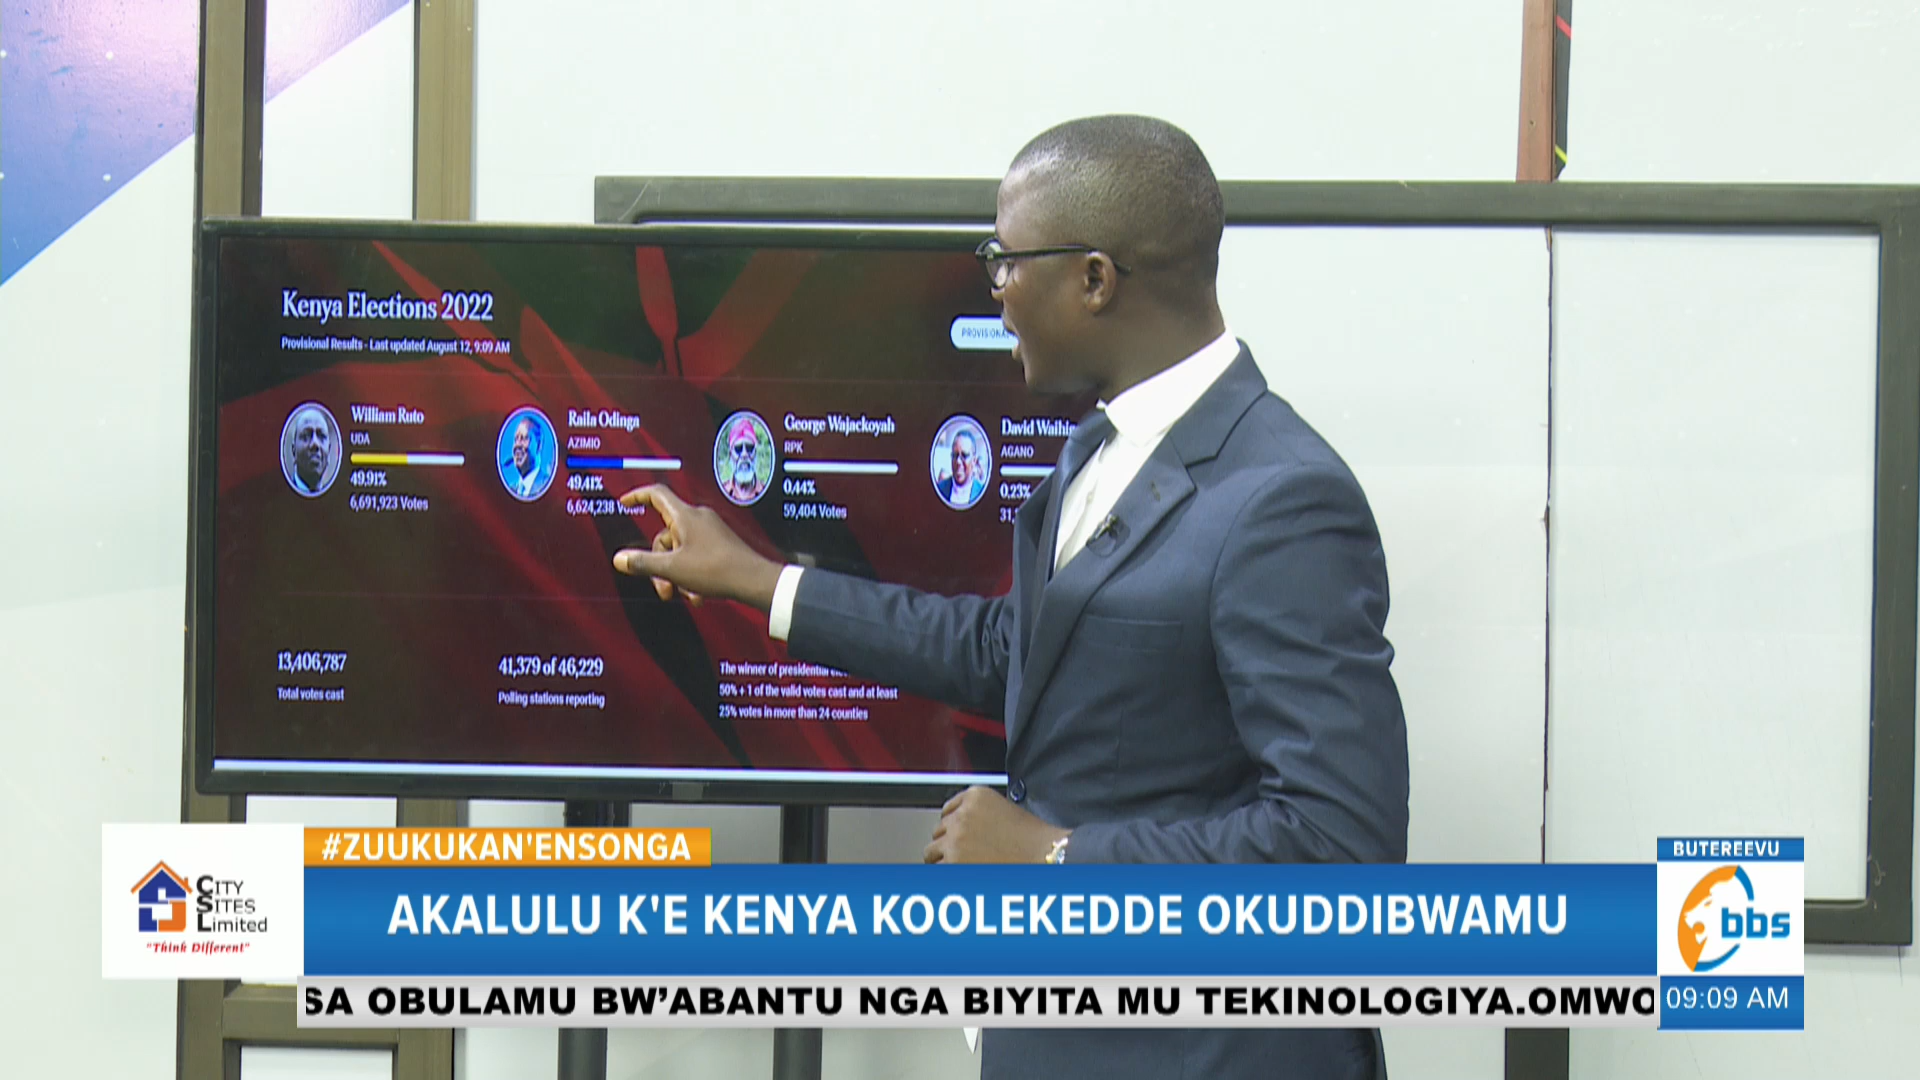 Kenya Elections 2022
Provisional Results - Last updated August 12, 9:09 AM
William Ruto
UDA
49.91%
6,691,923 Votes
Raila Odinga
AZIMIO
49.41%
6,624,238 Votes
George Wajackoyah
RPK
0.44%
59,404 Votes
David
AGANO
0.23%
13,406,787
Total votes cast
41,379 of 46,229
Polling stations reporting
The winner of presidential
50% + 1 of the valid votes cast and at least
25% votes in more than 24 counties
#ZUUKUKAN'ENSONGA
AKALULU K'E KENYA KOOLEKEDDE OKUDDIBWAMU
CITY
SITES
Limited
"Think Different"
BUTEREEVU
bbs
09:09 AM
SA OBULAMU BW’ABANTU NGA BIYITA MU TEKINOLOGIYA.OMWO